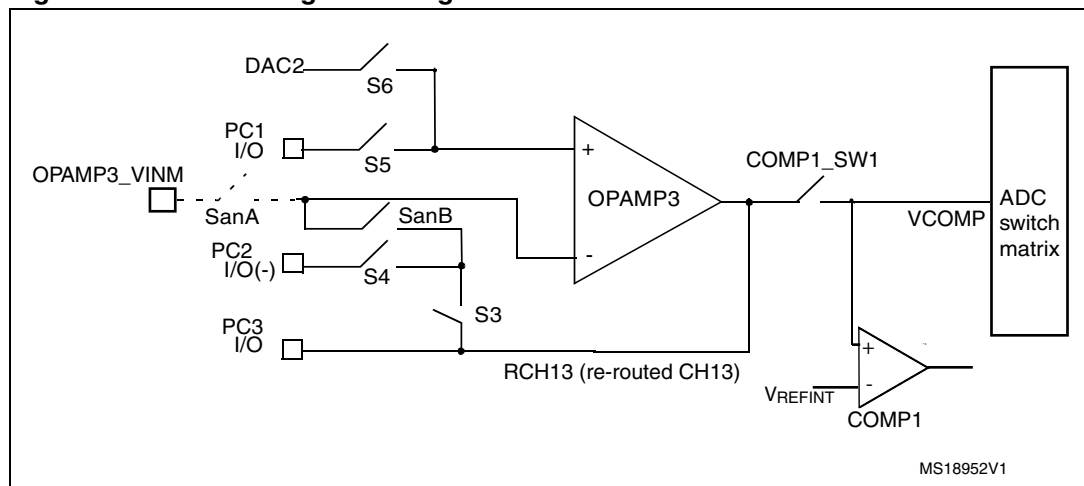 DAC2
S6
PC1
I/O
S5
OPAMP3_VINM
SanA
SanB
PC2
I/O(-)
S4
S3
PC3
I/O
+
-
OPAMP3
COMP1_SW1
VCOMP
ADC
switch
matrix
RCH13 (re-routed CH13)
+
-
VREFINT
COMP1
MS18952V1